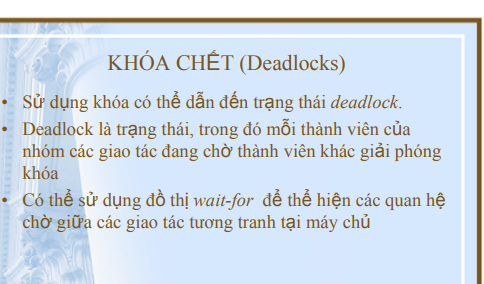 KHÓA CHẾT (Deadlocks)
• Sử dụng khóa có thể dẫn đến trạng thái deadlock.
• Deadlock là trạng thái, trong đó mỗi thành viên của
nhóm các giao tác đang chờ thành viên khác giải phóng
khóa
• Có thể sử dụng đồ thị wait-for để thể hiện các quan hệ
chờ giữa các giao tác tương tranh tại máy chủ